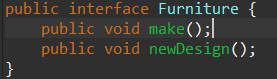 public interface Furniture {
    public void make();
    public void newDesign();
}